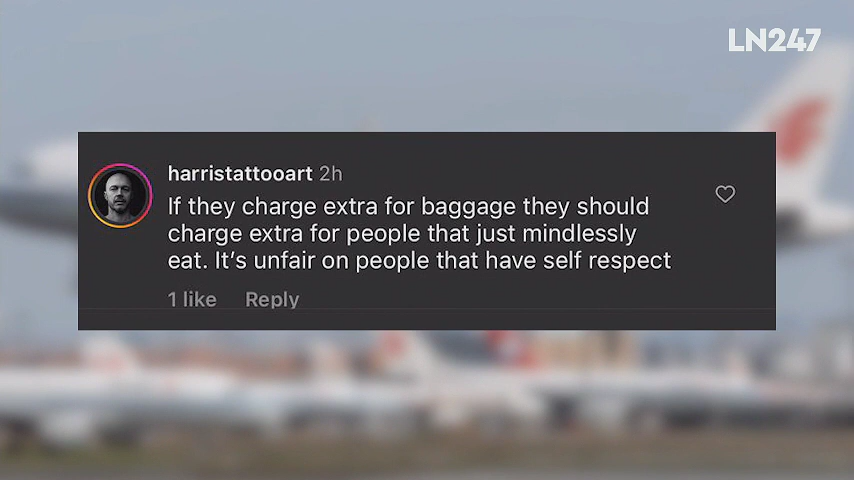 LN247
harristattooart 2h
If they charge extra for baggage they should
charge extra for people that just mindlessly
eat. It’s unfair on people that have self respect
1 like Reply